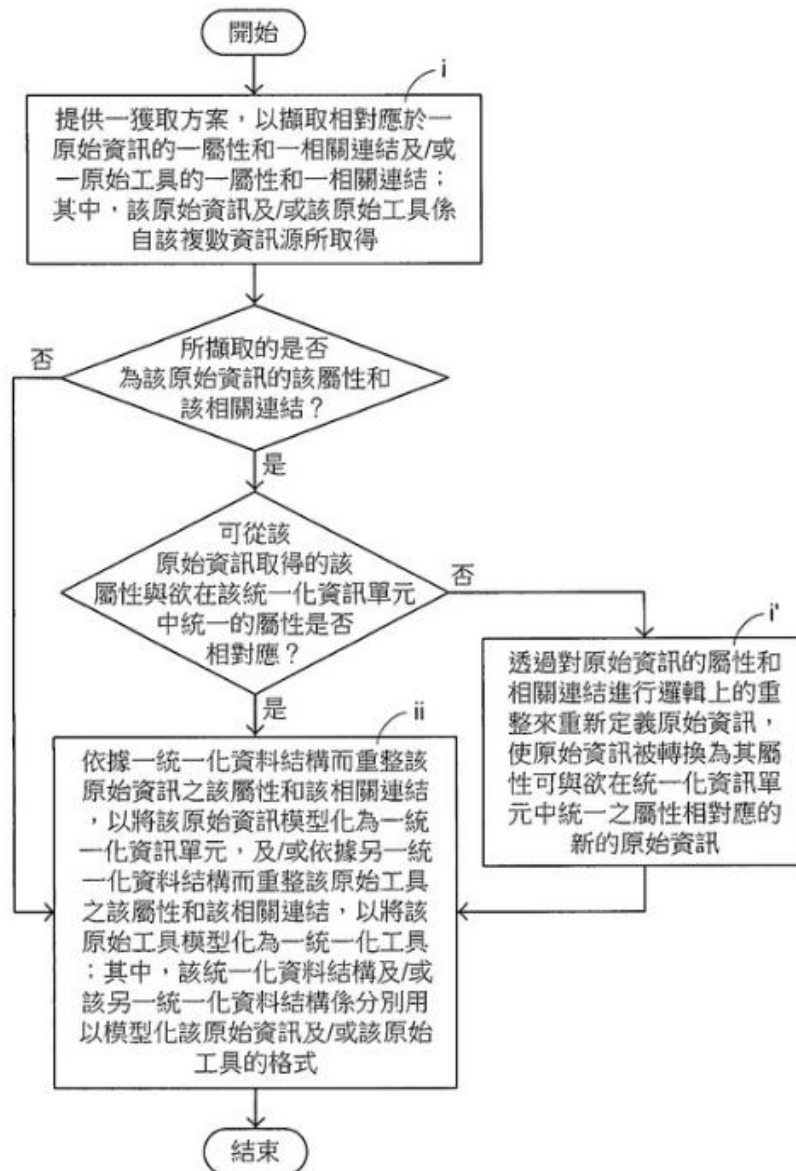 開始
i
提供一獲取方案，以擷取相對應於一
原始資訊的一屬性和一相關連結及/或
一原始工具的一屬性和一相關連結；
其中，該原始資訊及/或該原始工具係
自該複數資訊源所取得
否
所擷取的是否
為該原始資訊的該屬性和
該相關連結？
是
可從該
原始資訊取得的該
屬性與欲在該統一化資訊單元
中統一的屬性是否
相對應？
否
i'
透過對原始資訊的屬性和
相關連結進行邏輯上的重
整來重新定義原始資訊，
使原始資訊被轉換為其屬
性可與欲在統一化資訊單
元中統一之屬性相對應的
新的原始資訊
是
ii
依據一統一化資料結構而重整該
原始資訊之該屬性和該相關連結
，以將該原始資訊模型化為一統
一化資訊單元，及/或依據另一統
一化資料結構而重整該原始工具
之該屬性和該相關連結，以將該
原始工具模型化為一統一化工具
；其中，該統一化資料結構及/或
該另一統一化資料結構係分別用
以模型化該原始資訊及/或該原始
工具的格式
結束